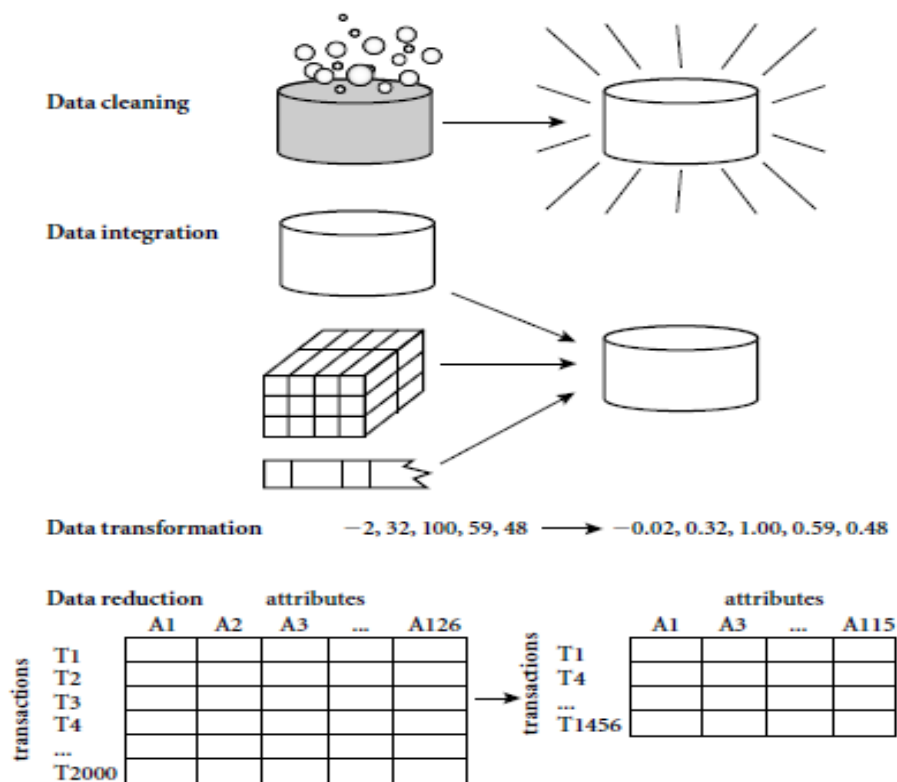 Data cleaning
Data integration
Data transformation −2, 32, 100, 59, 48 −0.02, 0.32, 1.00, 0.59, 0.48
Data reduction attributes attributes
A1 A2 A3 ... A126 A1 A3 ... A115
transactions
T1
T2
T3
T4
...
T2000
transactions
T1
T4
...
T1456